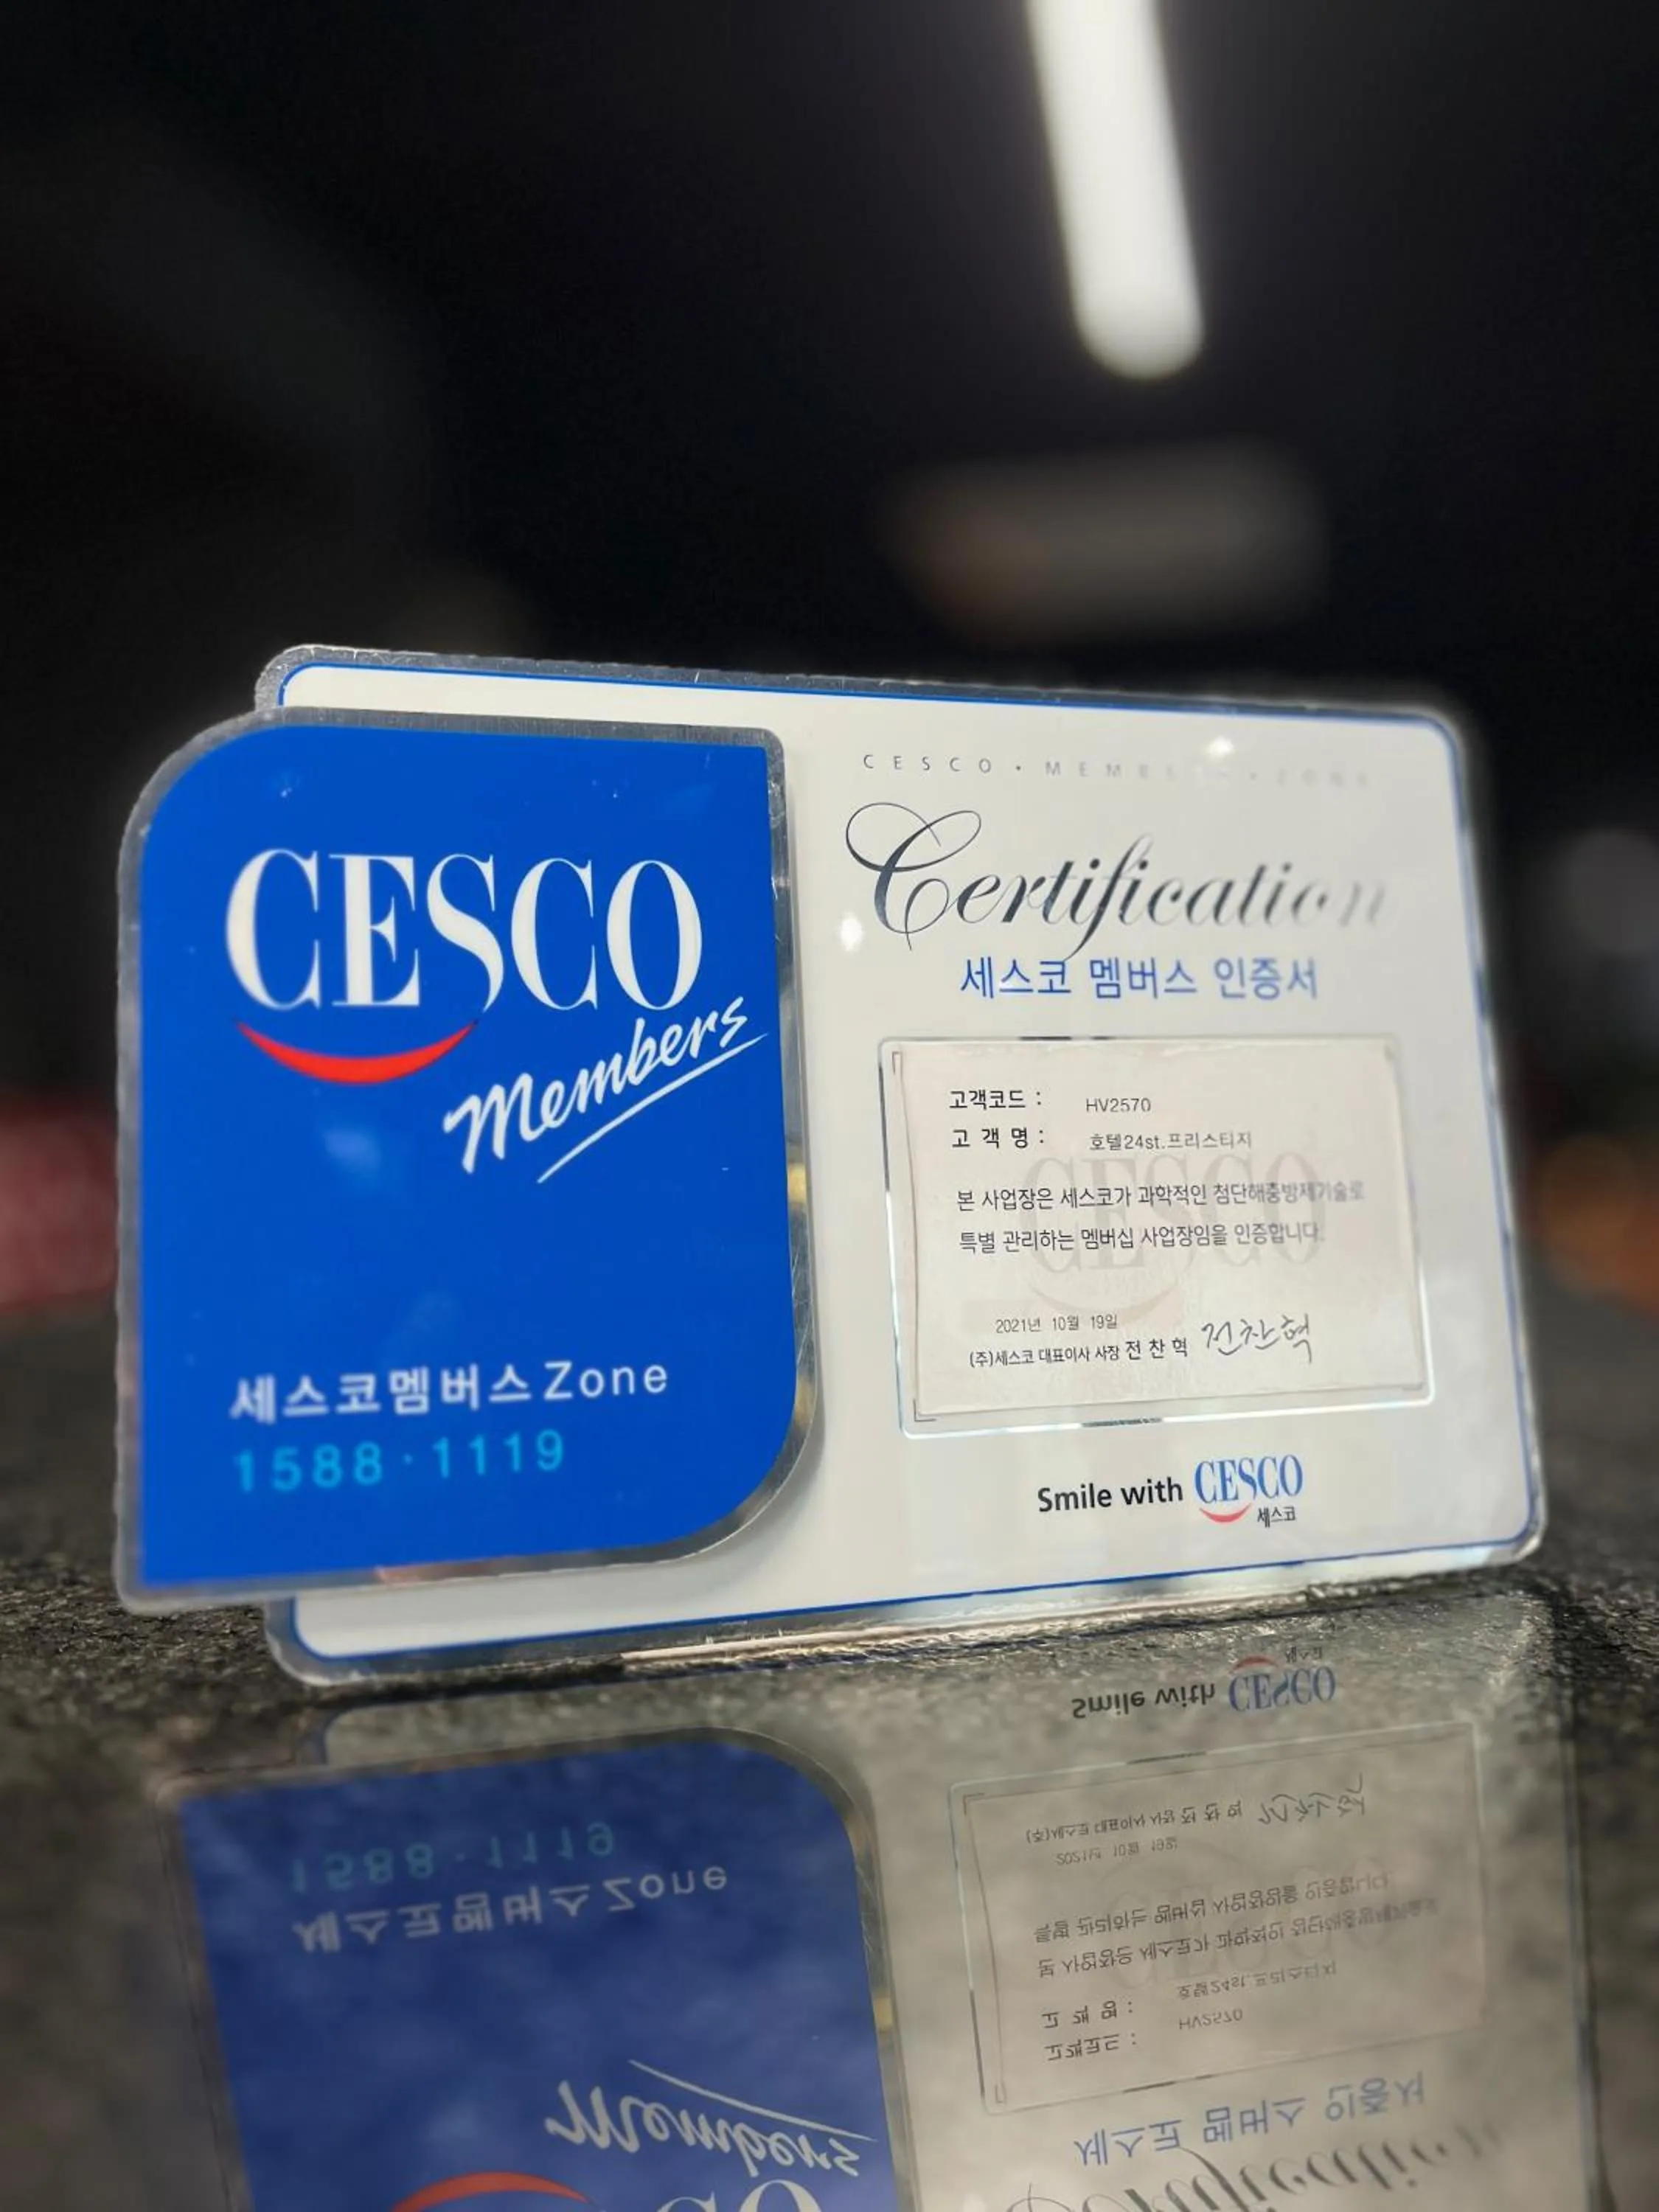 CESCO
Members
세스코멤버스Zone
1588·1119
CESCO • MEMBERS • ZONE
Certification
세스코 멤버스 인증서
고객코드 : HV2570
고 객 명 : 호텔24st.프리스티지
본 사업장은 세스코가 과학적인 첨단해충방제기술로
특별 관리하는 멤버십 사업장임을 인증합니다.
2021년 10월 19일
(주)세스코 대표이사 사장 전 찬 혁 전찬혁
Smile with CESCO
세스코